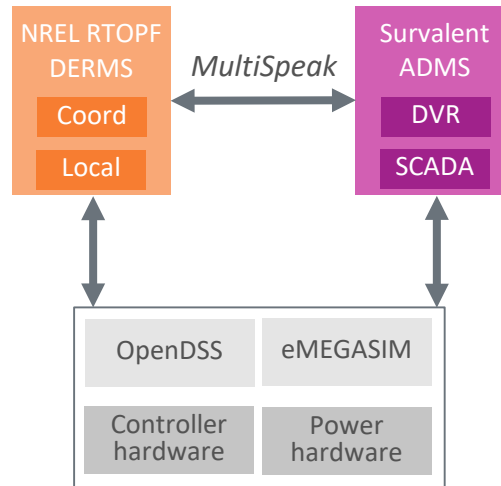 NREL RTOPF
DERMS
Coord
Local
MultiSpeak
Survalent
ADMS
DVR
SCADA
OpenDSS
eMEGASIM
Controller
hardware
Power
hardware